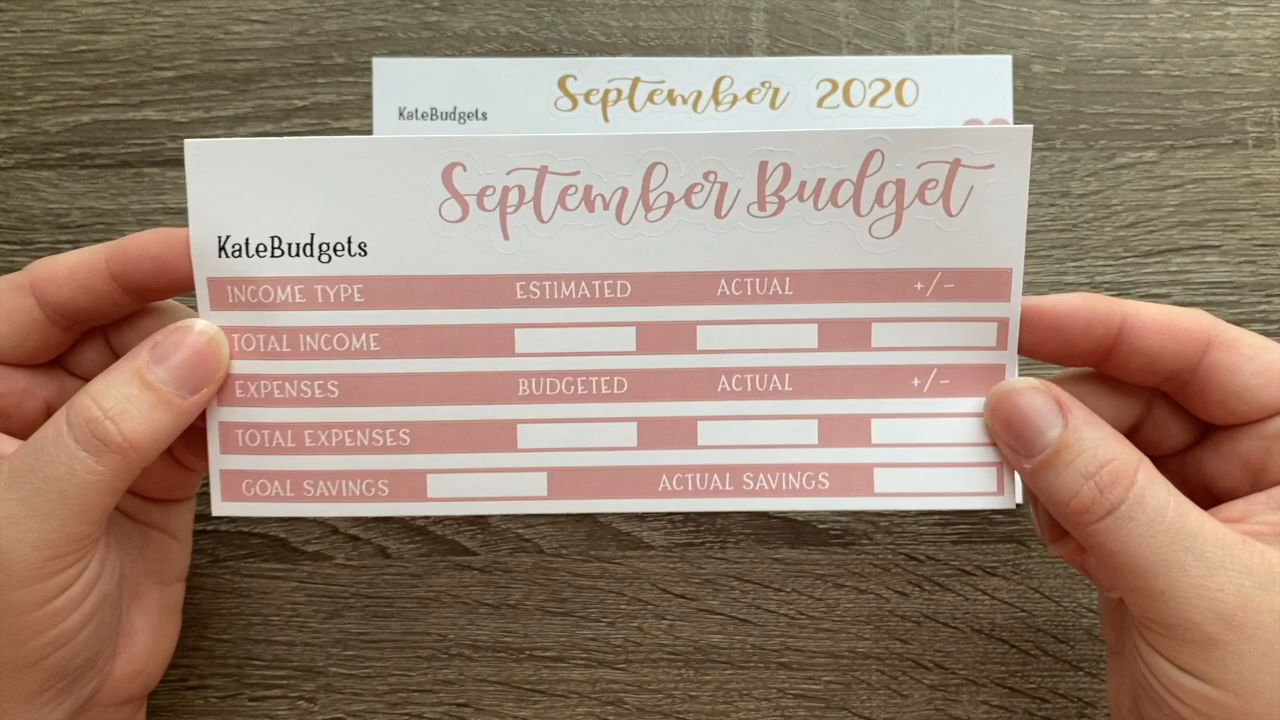 September 2020
KateBudgets
September Budget
KateBudgets
INCOME TYPE ESTIMATED ACTUAL +/-
TOTAL INCOME
EXPENSES BUDGETED ACTUAL +/-
TOTAL EXPENSES
GOAL SAVINGS ACTUAL SAVINGS